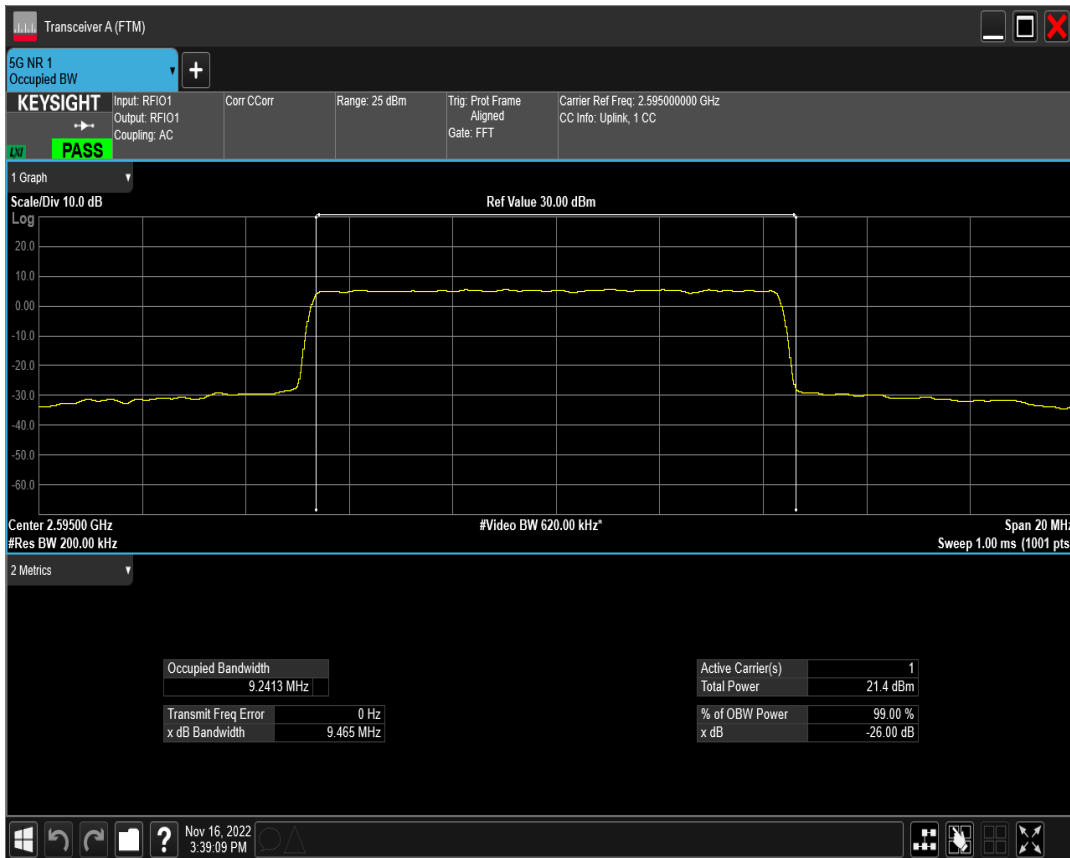 Transceiver A (FTM)
5G NR 1
Occupied BW
+
KEYSIGHT
LXI
PASS
Input: RFIO1
Output: RFIO1
Coupling: AC
Corr CCorr
Range: 25 dBm
Trig: Prot Frame
Aligned
Gate: FFT
Carrier Ref Freq: 2.595000000 GHz
CC Info: Uplink, 1 CC
1 Graph
Scale/Div 10.0 dB
Ref Value 30.00 dBm
Log
20.0
10.0
0.00
-10.0
-20.0
-30.0
-40.0
-50.0
-60.0
Center 2.59500 GHz
#Video BW 620.00 kHz*
Span 20 MHz
#Res BW 200.00 kHz
Sweep 1.00 ms (1001 pts
2 Metrics
Occupied Bandwidth
9.2413 MHz
Transmit Freq Error 0 Hz
x dB Bandwidth 9.465 MHz
Active Carrier(s) 1
Total Power 21.4 dBm
% of OBW Power 99.00 %
x dB -26.00 dB
?
Nov 16, 2022
3:39:09 PM